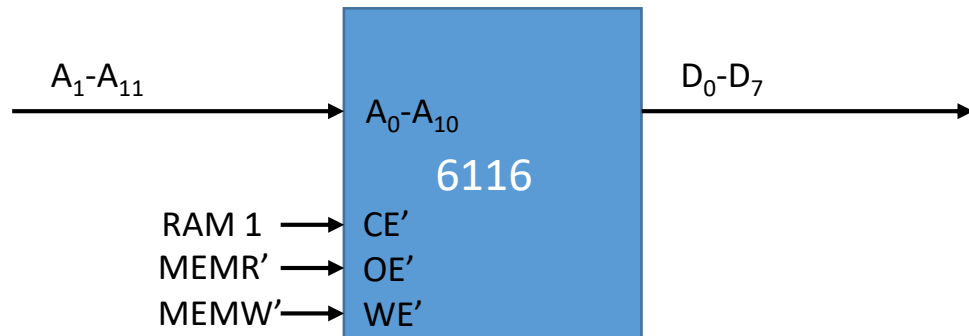 A₁-A₁₁
D₀-D₇
A₀-A₁₀
6116
RAM 1
CE’
MEMR’
OE’
MEMW’
WE’